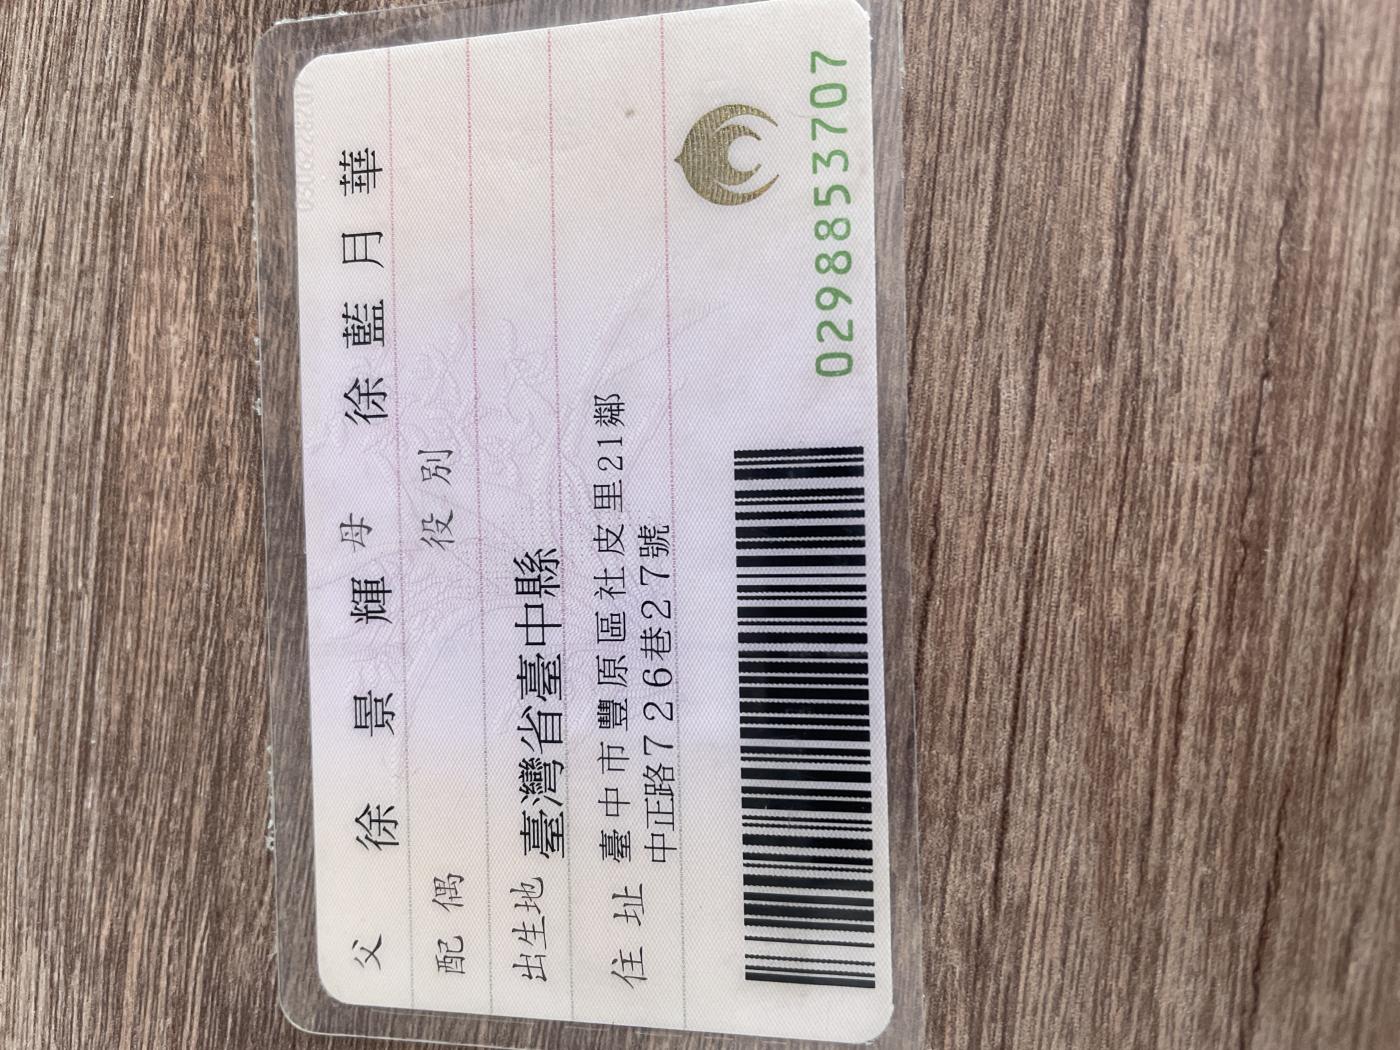 父 徐景輝 母 徐藍月華
配偶 役別
出生地 臺灣省臺中縣
住址 臺中市豐原區社皮里21鄰
中正路726巷27號
0298853707